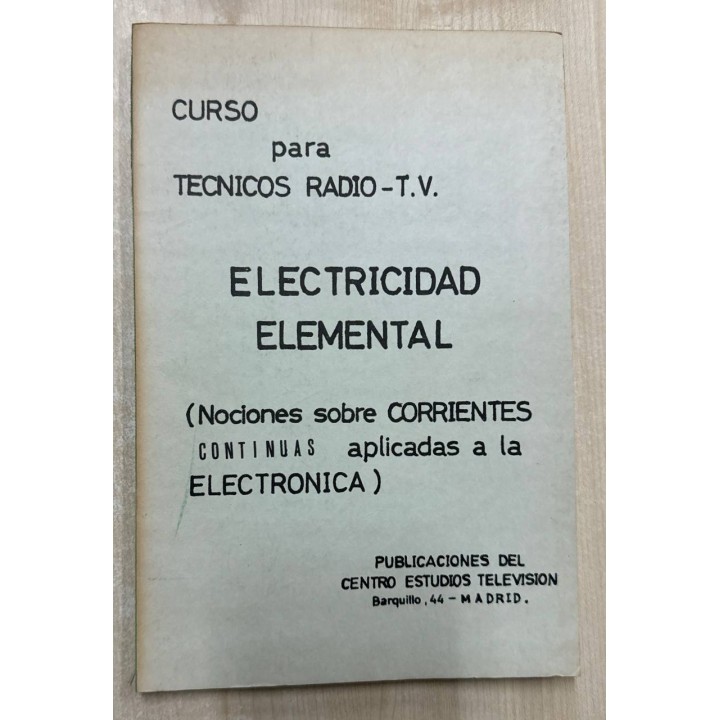 CURSO
para
TECNICOS RADIO-T.V.
ELECTRICIDAD
ELEMENTAL
(Nociones sobre CORRIENTES
CONTINUAS aplicadas a la
ELECTRONICA)
PUBLICACIONES DEL
CENTRO ESTUDIOS TELEVISION
Barquillo, 44 - MADRID.